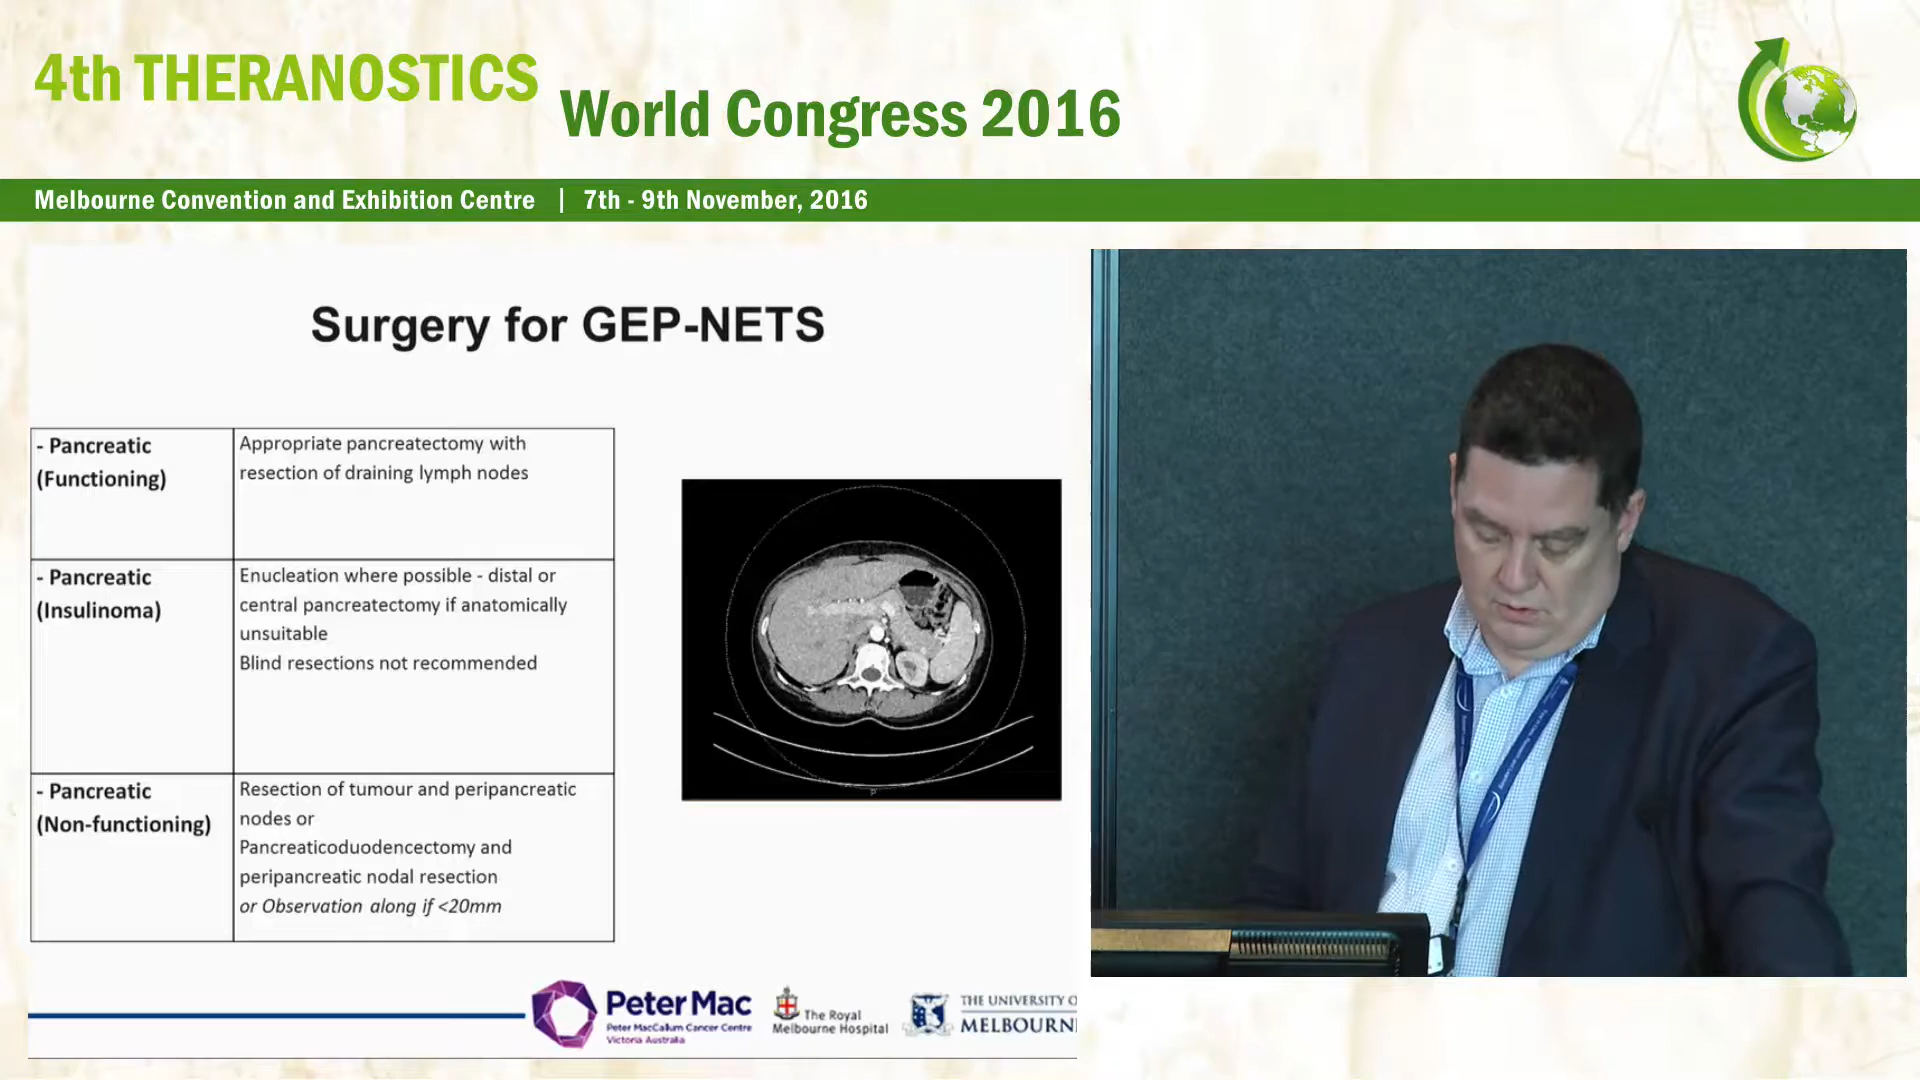 4th THERANOSTICS
World Congress 2016
Melbourne Convention and Exhibition Centre | 7th - 9th November, 2016
Surgery for GEP-NETS
- Pancreatic
(Functioning)
Appropriate pancreatectomy with
resection of draining lymph nodes
- Pancreatic
(Insulinoma)
Enucleation where possible - distal or
central pancreatectomy if anatomically
unsuitable
Blind resections not recommended
- Pancreatic
(Non-functioning)
Resection of tumour and peripancreatic
nodes or
Pancreaticoduodencectomy and
peripancreatic nodal resection
or Observation along if <20mm
Peter Mac
Peter MacCallum Cancer Centre
Victoria Australia
The Royal
Melbourne Hospital
THE UNIVERSITY O
MELBOURN